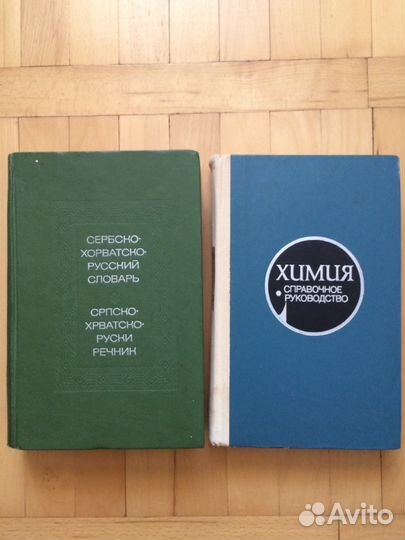 СЕРБСКО-
ХОРВАТСКО-
РУССКИЙ
СЛОВАРЬ
СРПСКО-
ХРВАТСКО-
РУСКИ
РЕЧНИК
ХИМИЯ
СПРАВОЧНОЕ
РУКОВОДСТВО
Avito